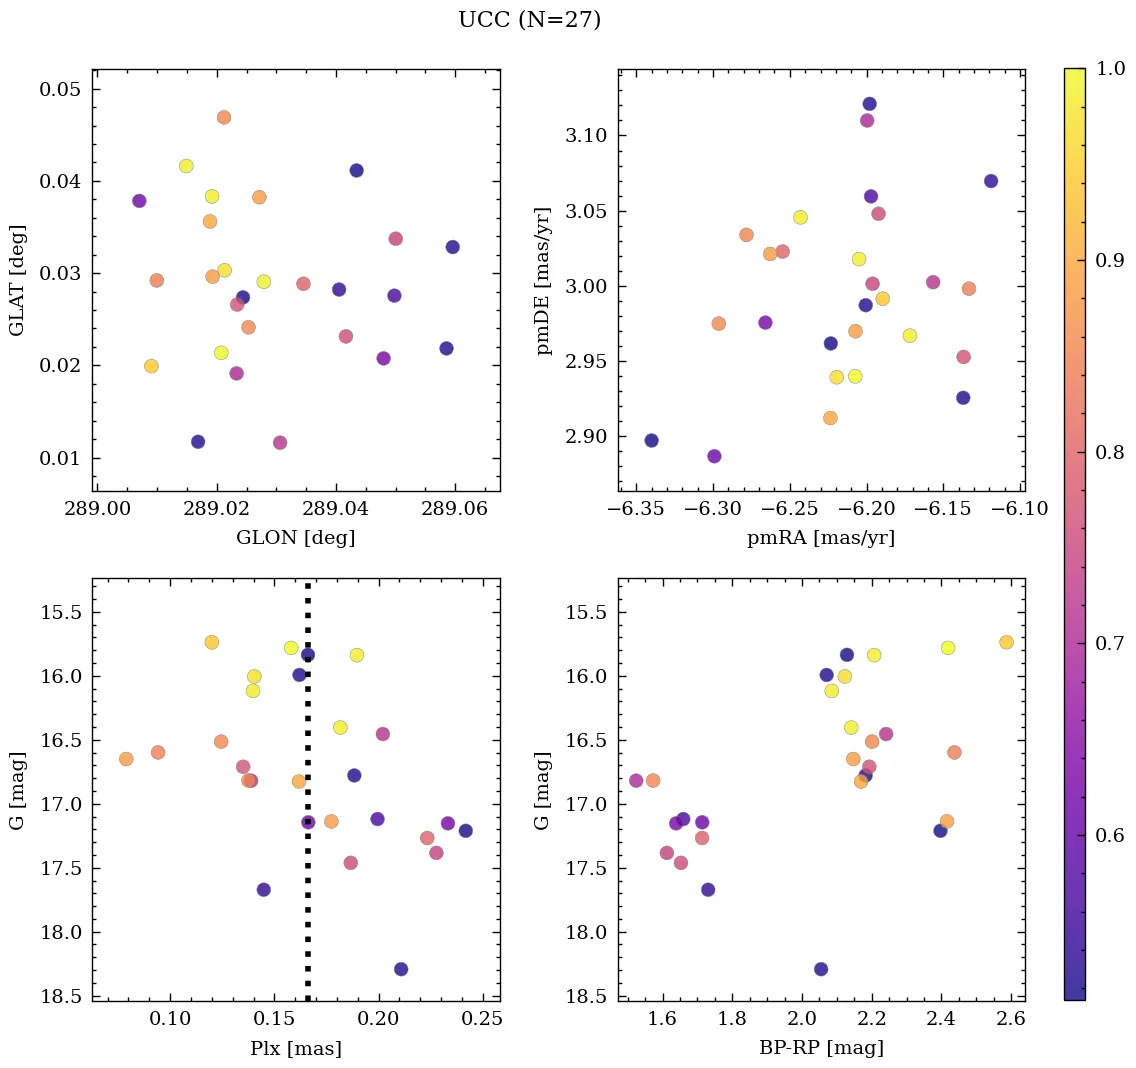 UCC (N=27)
0.05
0.04
0.03
0.02
0.01
GLAT [deg]
289.00 289.02 289.04 289.06
GLON [deg]
3.10
3.05
3.00
2.95
2.90
pmDE [mas/yr]
−6.35 −6.30 −6.25 −6.20 −6.15 −6.10
pmRA [mas/yr]
1.0
0.9
0.8
0.7
0.6
15.5
16.0
16.5
17.0
17.5
18.0
18.5
G [mag]
0.10 0.15 0.20 0.25
Plx [mas]
15.5
16.0
16.5
17.0
17.5
18.0
18.5
G [mag]
1.6 1.8 2.0 2.2 2.4 2.6
BP-RP [mag]